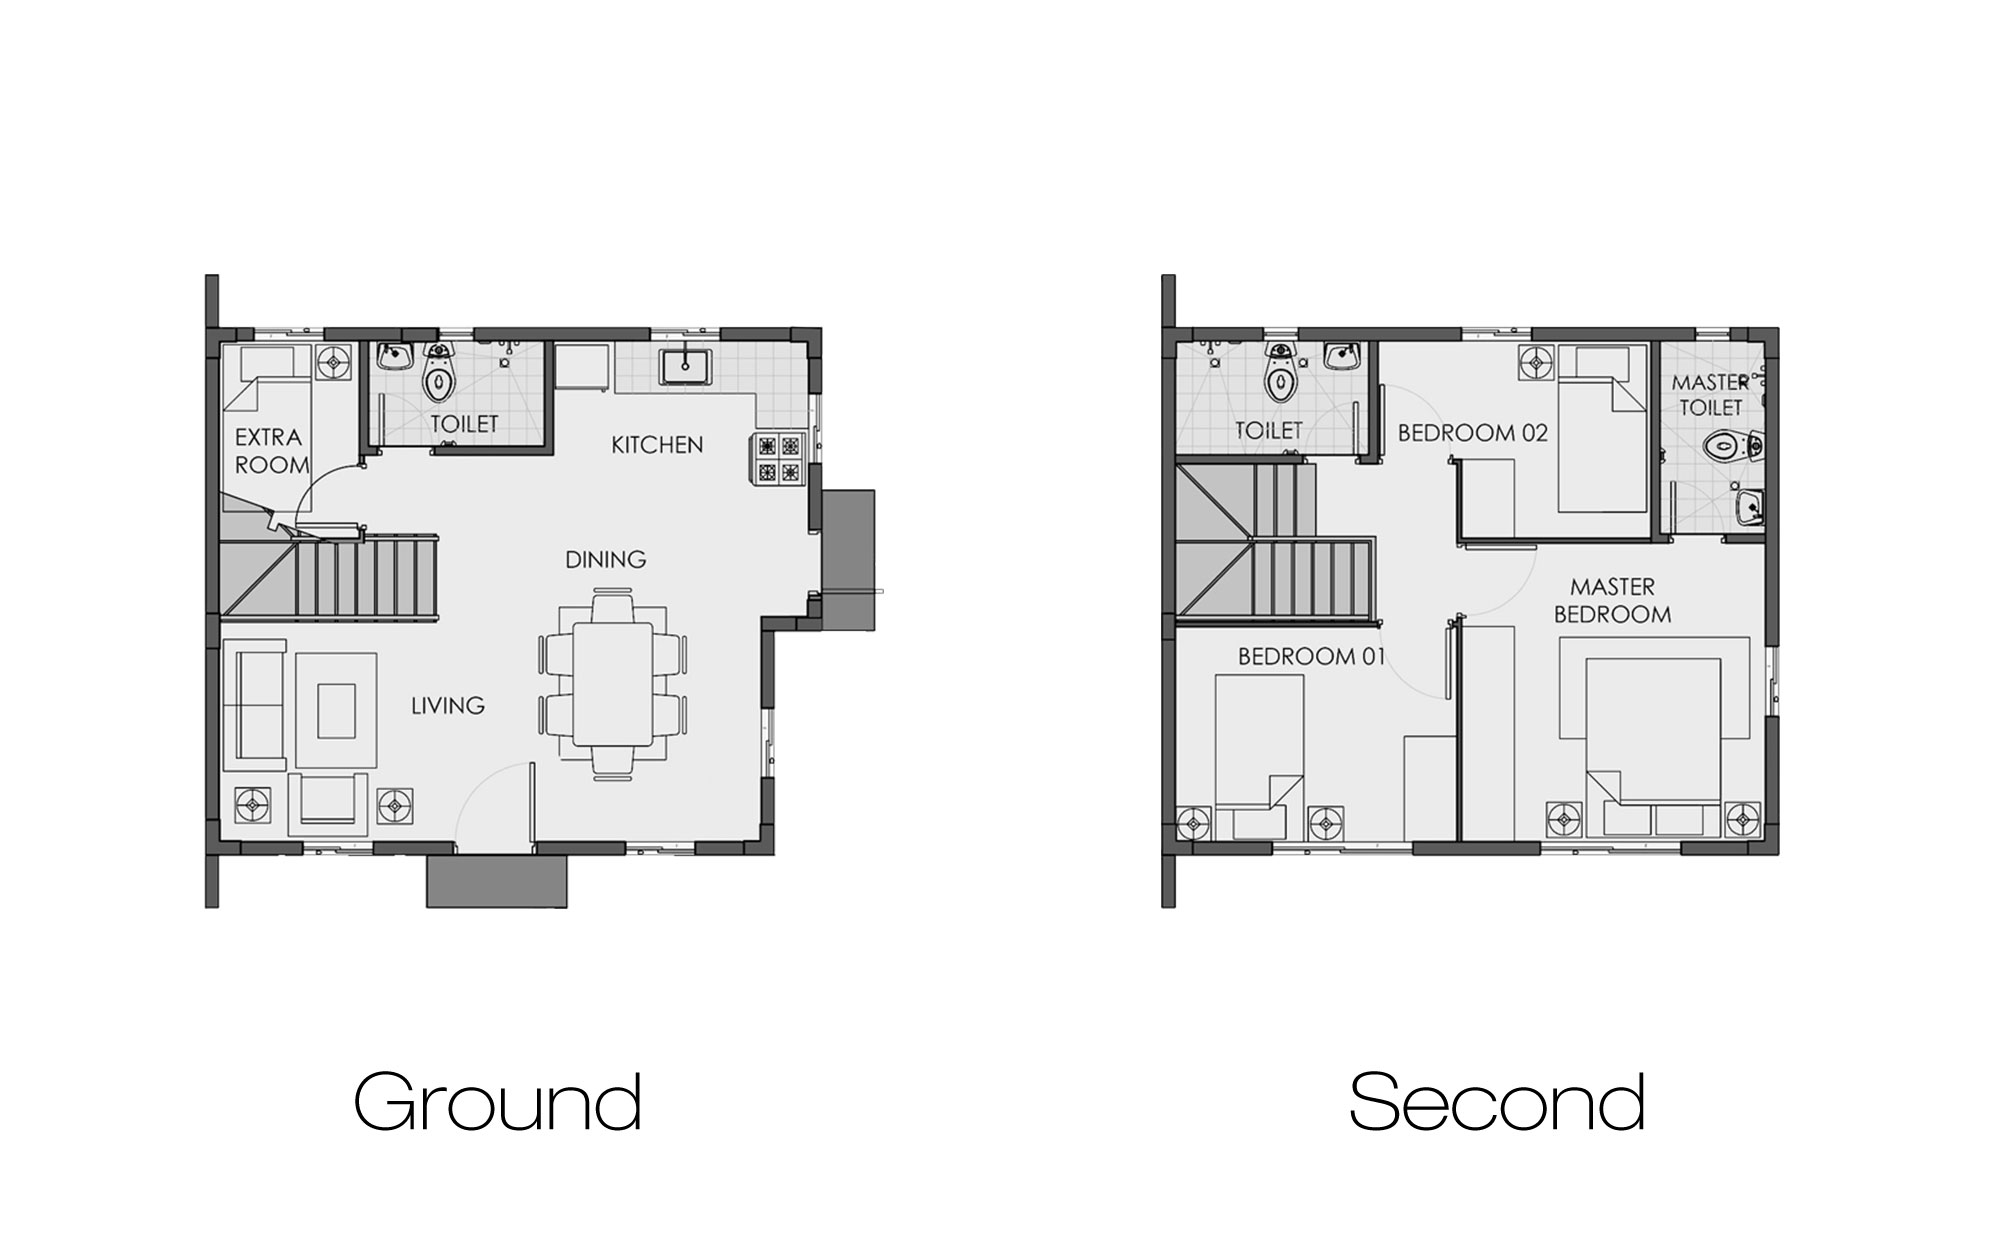 EXTRA
ROOM
TOILET
KITCHEN
DINING
LIVING
TOILET
BEDROOM 02
MASTER
TOILET
MASTER
BEDROOM
BEDROOM 01
Ground
Second